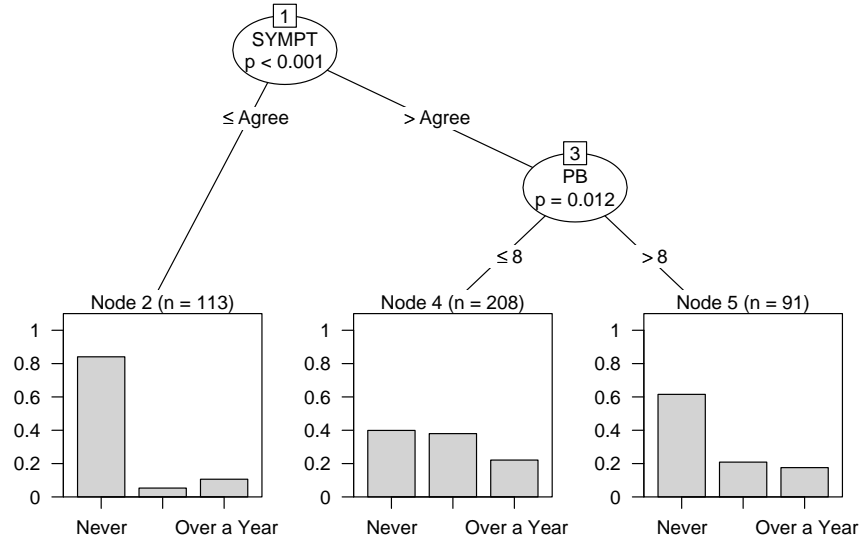 1
SYMPT
p < 0.001
≤ Agree
> Agree
3
PB
p = 0.012
≤ 8
> 8
Node 2 (n = 113)
1
0.8
0.6
0.4
0.2
0
Never
Over a Year
Node 4 (n = 208)
1
0.8
0.6
0.4
0.2
0
Never
Over a Year
Node 5 (n = 91)
1
0.8
0.6
0.4
0.2
0
Never
Over a Year